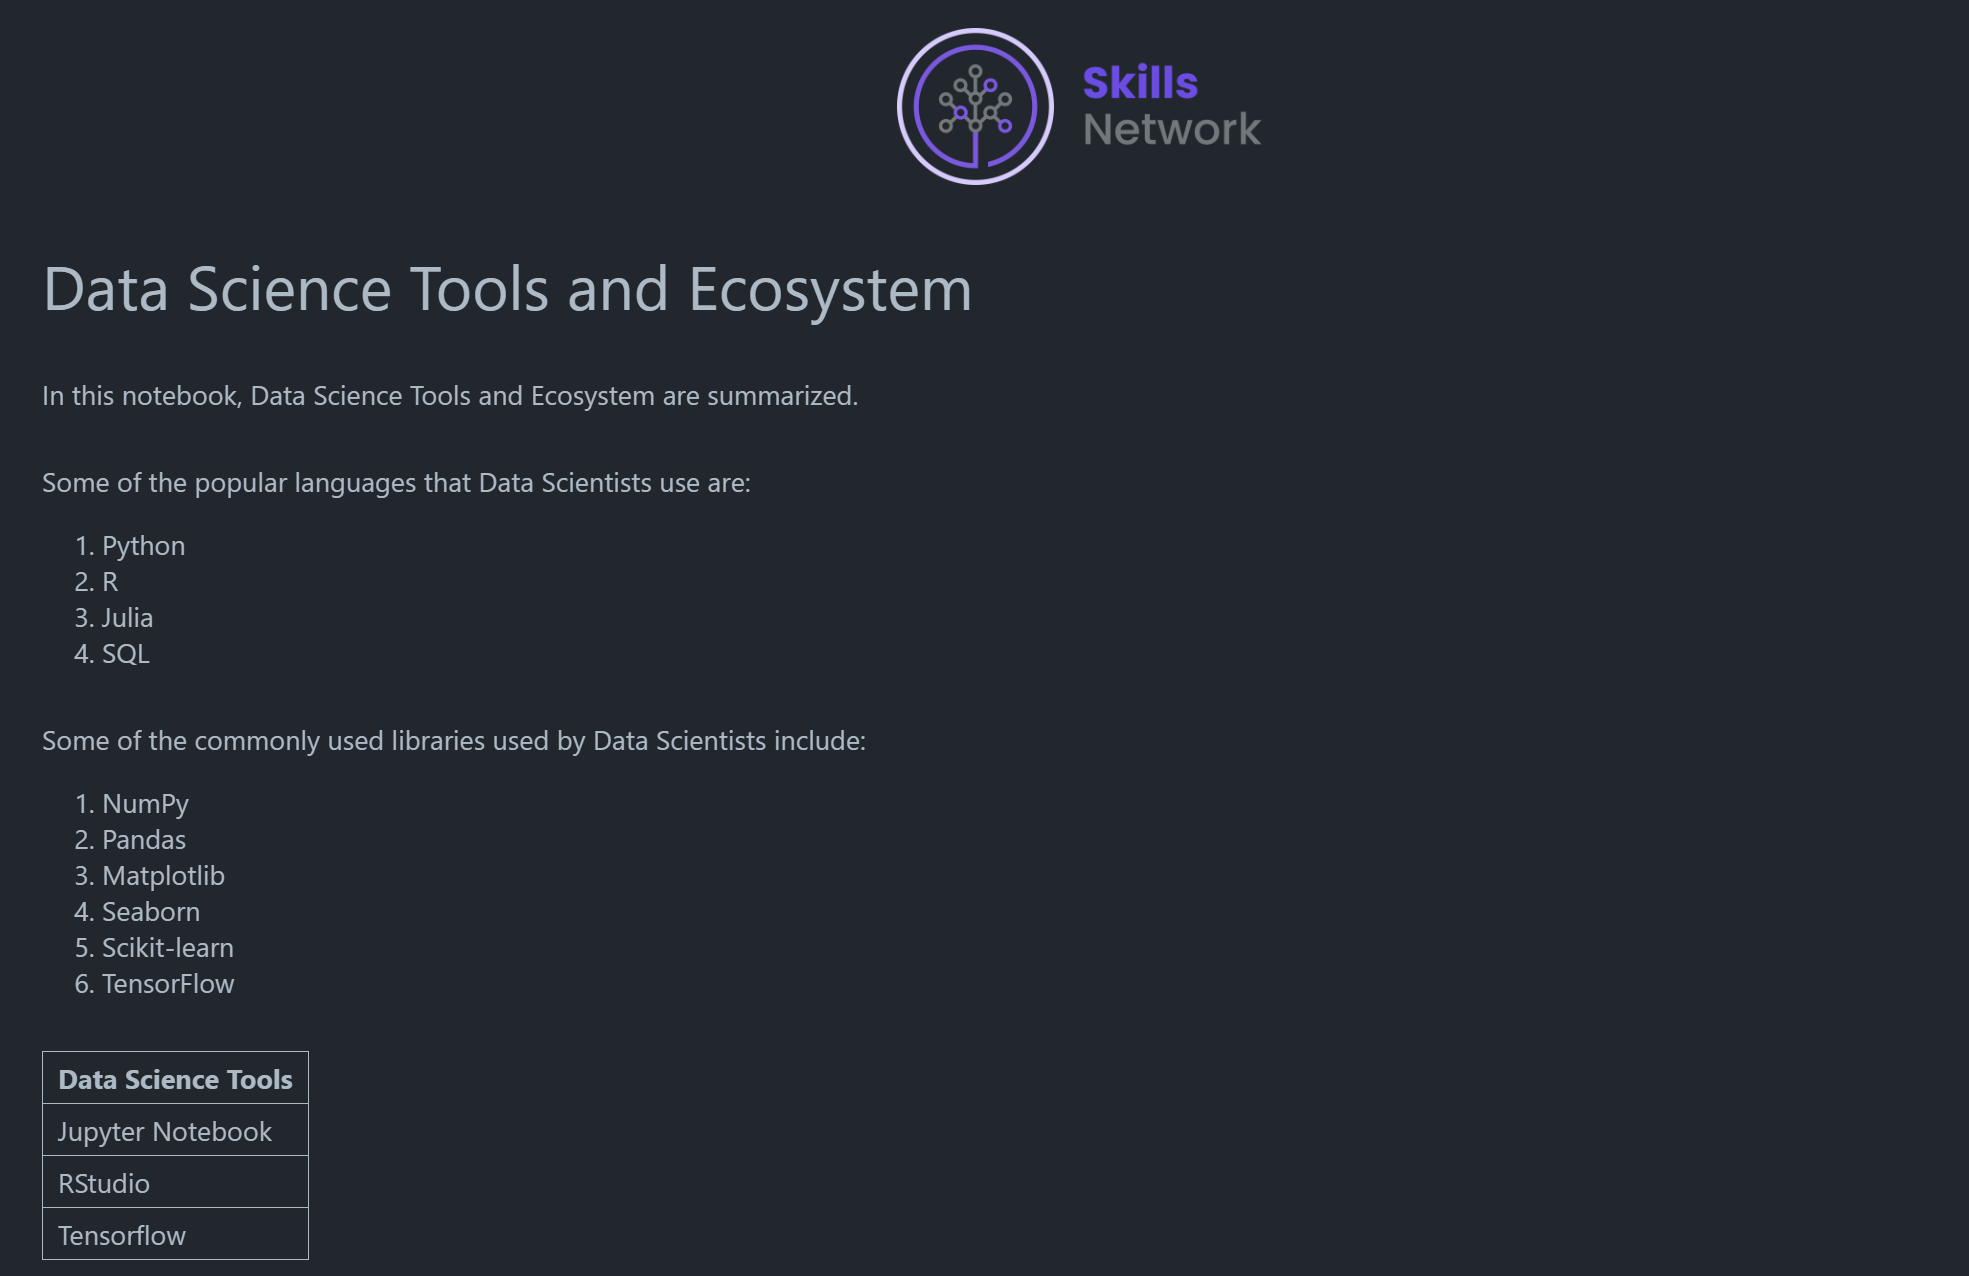 Skills
Network
Data Science Tools and Ecosystem
In this notebook, Data Science Tools and Ecosystem are summarized.
Some of the popular languages that Data Scientists use are:
1. Python
2. R
3. Julia
4. SQL
Some of the commonly used libraries used by Data Scientists include:
1. NumPy
2. Pandas
3. Matplotlib
4. Seaborn
5. Scikit-learn
6. TensorFlow
Data Science Tools
Jupyter Notebook
RStudio
Tensorflow